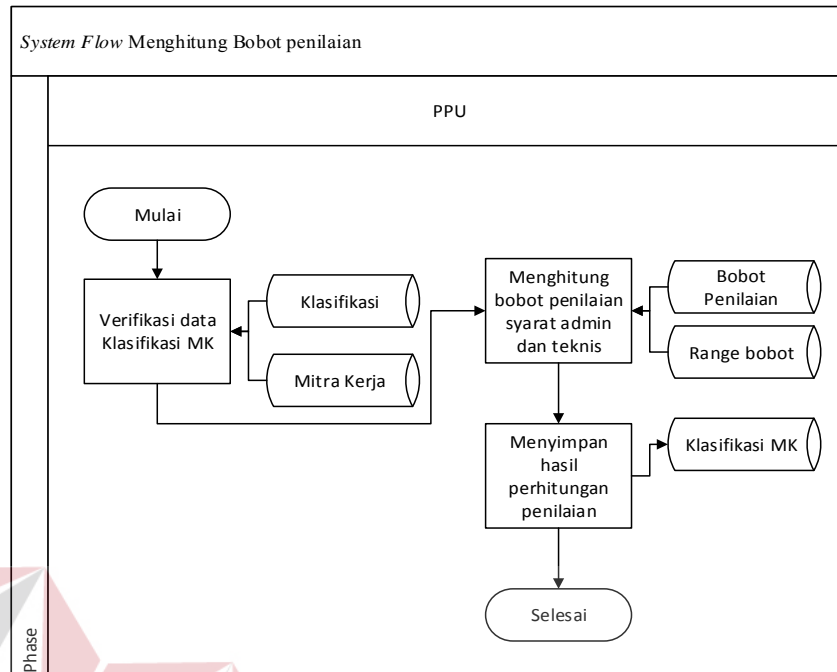 System Flow Menghitung Bobot penilaian
PPU
Mulai
Verifikasi data
Klasifikasi MK
Klasifikasi
Mitra Kerja
Menghitung
bobot penilaian
syarat admin
dan teknis
Bobot
Penilaian
Range bobot
Menyimpan
hasil
perhitungan
penilaian
Klasifikasi MK
Selesai
Phase